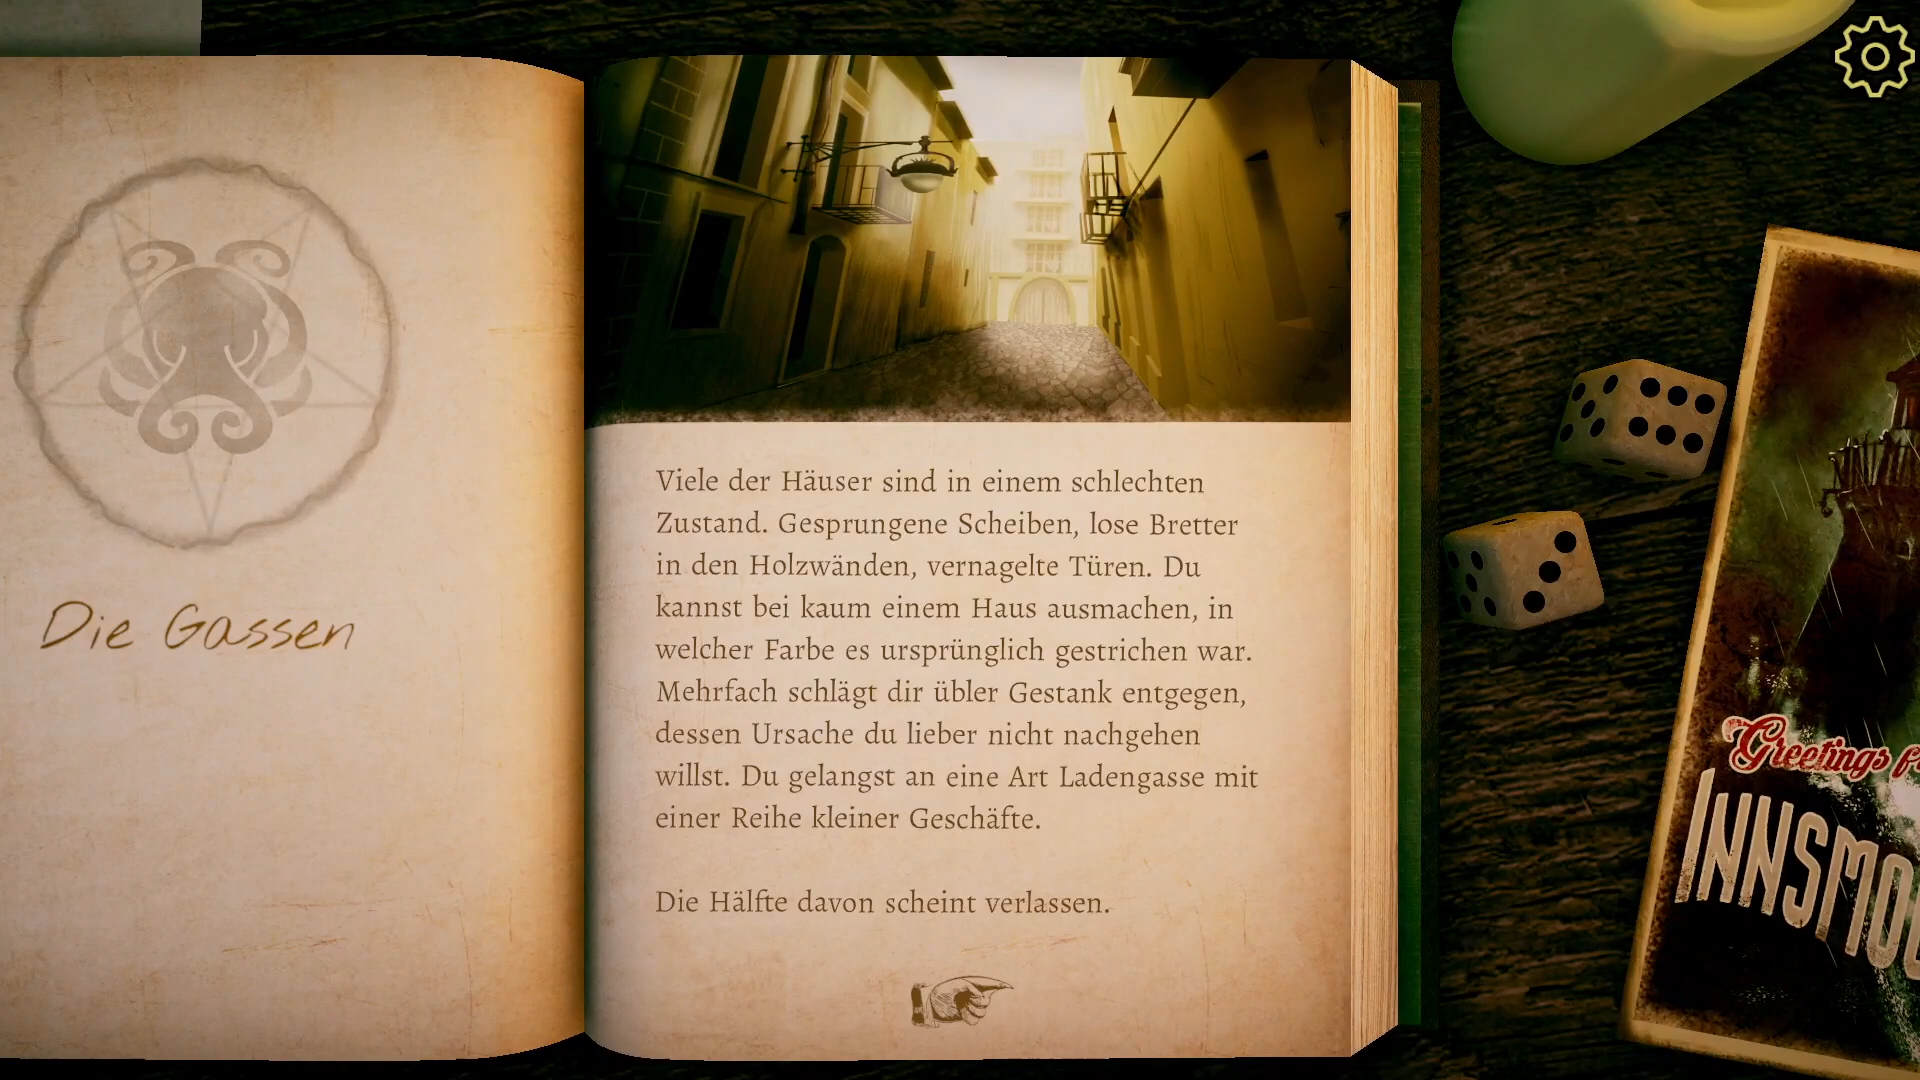 Die Gassen
Viele der Häuser sind in einem schlechten
Zustand. Gesprungene Scheiben, lose Bretter
in den Holzwänden, vernagelte Türen. Du
kannst bei kaum einem Haus ausmachen, in
welcher Farbe es ursprünglich gestrichen war.
Mehrfach schlägt dir übler Gestank entgegen,
dessen Ursache du lieber nicht nachgehen
willst. Du gelangst an eine Art Ladengasse mit
einer Reihe kleiner Geschäfte.
Die Hälfte davon scheint verlassen.
Greetings